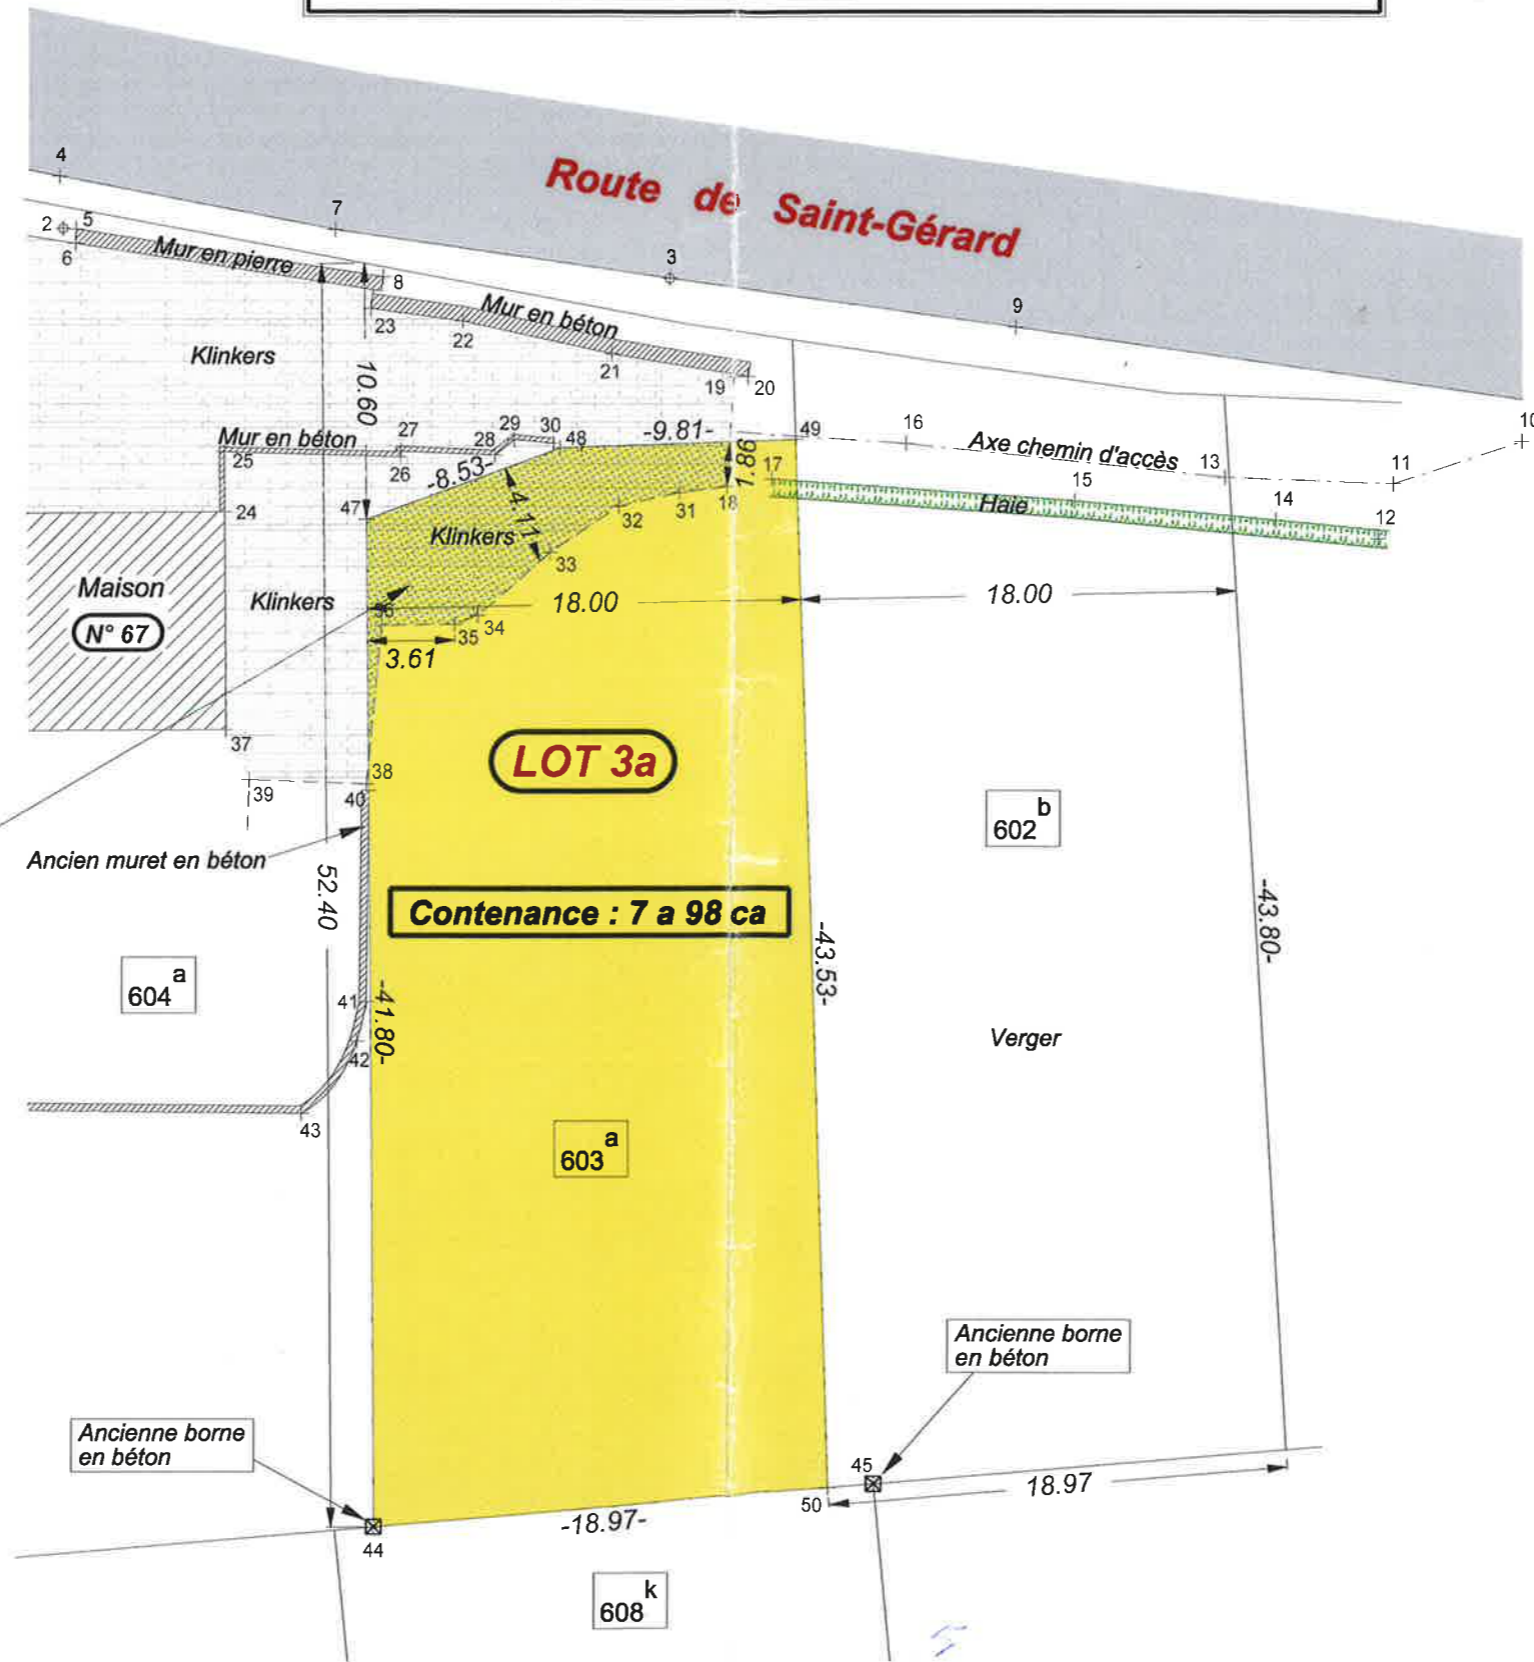 Route de Saint-Gérard
4
7
3
9
10
2
5
6
Mur en pierre
8
23
22
Mur en béton
21
19
20
Klinkers
10.60
Mur en béton
25
27
26
28
29
30
48
-9.81-
49
16
Axe chemin d'accès
13
11
-8.53-
4.11
1.86
17
18
31
32
33
15
Haie
14
12
24
47
Klinkers
Maison
N° 67
Klinkers
18.00
18.00
34
35
3.61
37
38
39
40
LOT 3a
602 b
Ancien muret en béton
52.40
Contenance : 7 a 98 ca
-43.53-
-43.80-
604 a
41
-41.80-
42
43
Verger
603 a
Ancienne borne
en béton
Ancienne borne
en béton
45
50
18.97
-18.97-
44
608 k